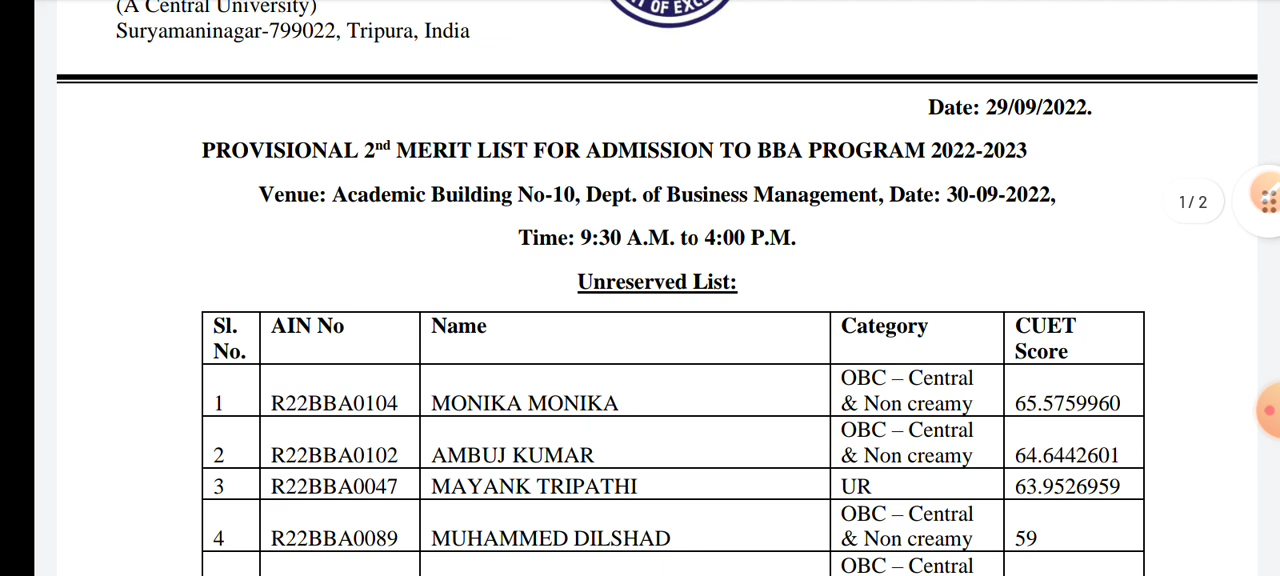 (A Central University)
Suryamaninagar-799022, Tripura, India
OF EXC
Date: 29/09/2022.
PROVISIONAL 2nd MERIT LIST FOR ADMISSION TO BBA PROGRAM 2022-2023
Venue: Academic Building No-10, Dept. of Business Management, Date: 30-09-2022,
1/2
Time: 9:30 A.M. to 4:00 P.M.
Unreserved List:
Sl. No. AIN No Name Category CUET Score
1 R22BBA0104 MONIKA MONIKA OBC – Central & Non creamy 65.5759960
2 R22BBA0102 AMBUJ KUMAR OBC – Central & Non creamy 64.6442601
3 R22BBA0047 MAYANK TRIPATHI UR 63.9526959
4 R22BBA0089 MUHAMMED DILSHAD OBC – Central & Non creamy 59
OBC – Central